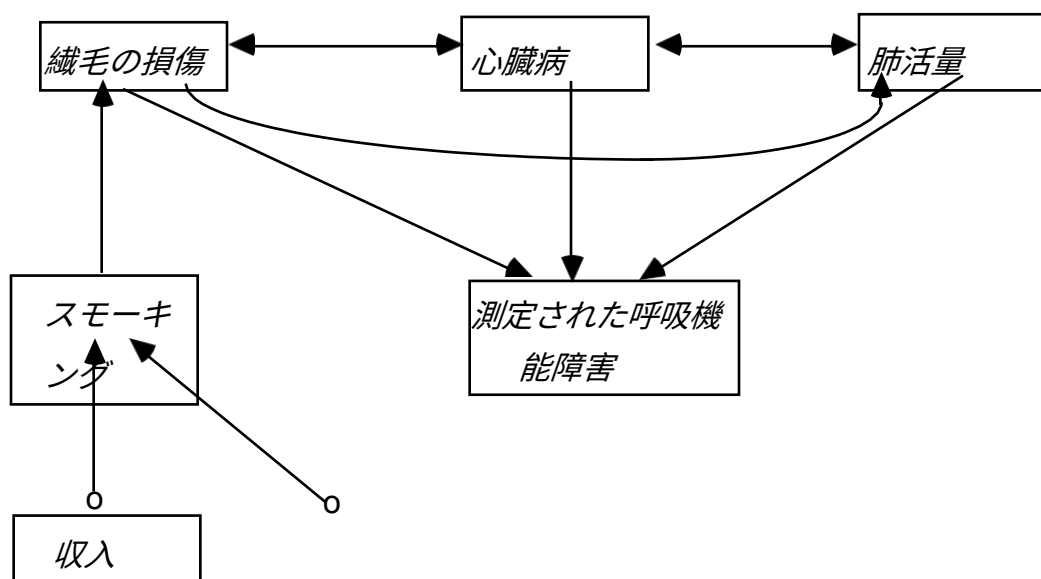 繊毛の損傷
心臓病
肺活量
スモーキ
ング
測定された呼吸機
能障害
o
o
収入